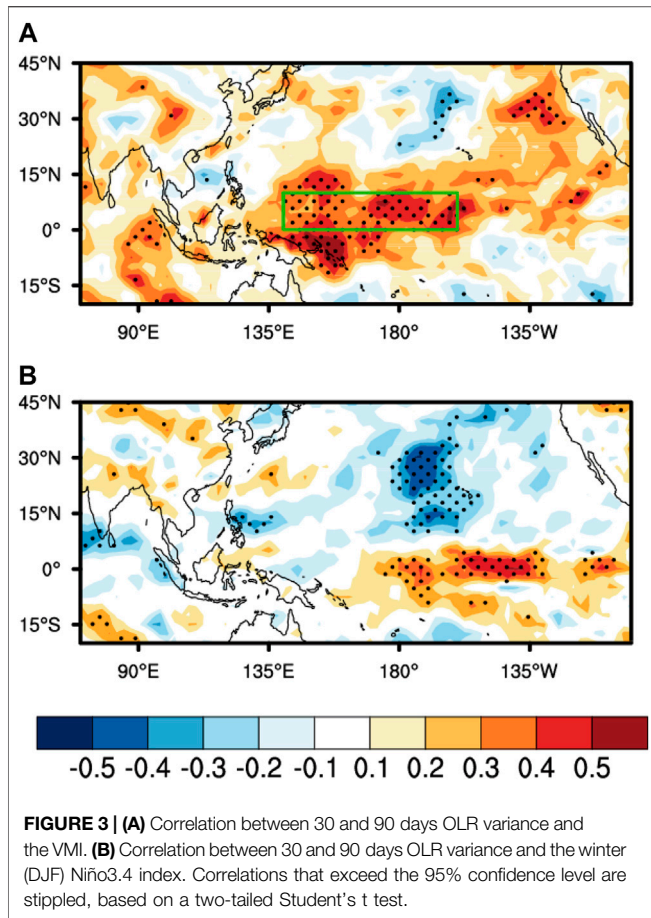 A
45°N
30°N
15°N
0°
15°S
90°E 135°E 180° 135°W
B
45°N
30°N
15°N
0°
15°S
90°E 135°E 180° 135°W
-0.5 -0.4 -0.3 -0.2 -0.1 0.1 0.2 0.3 0.4 0.5
FIGURE 3 | (A) Correlation between 30 and 90 days OLR variance and
the VMI. (B) Correlation between 30 and 90 days OLR variance and the winter
(DJF) Niño3.4 index. Correlations that exceed the 95% confidence level are
stippled, based on a two-tailed Student's t test.